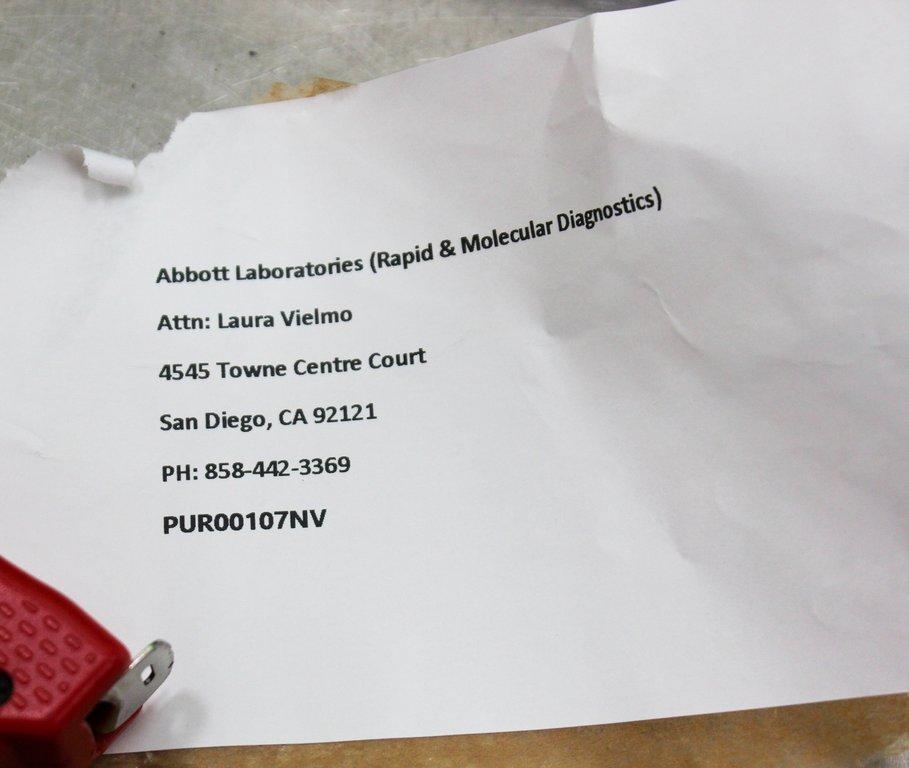 Abbott Laboratories (Rapid & Molecular Diagnostics)
Attn: Laura Vielmo
4545 Towne Centre Court
San Diego, CA 92121
PH: 858-442-3369
PUR00107NV